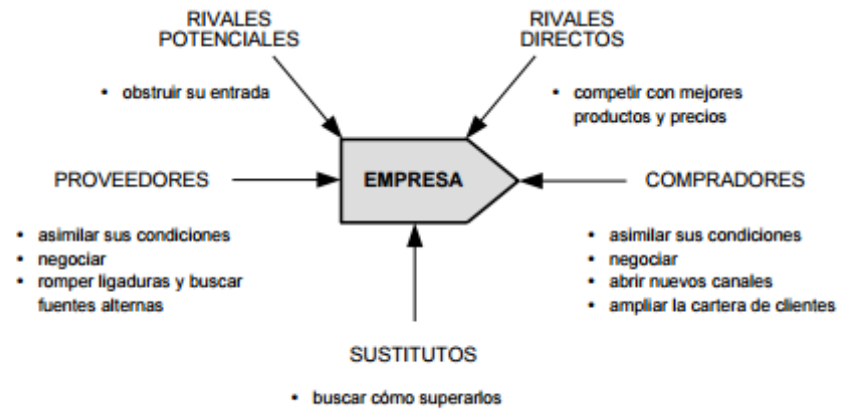 RIVALES
POTENCIALES
• obstruir su entrada
RIVALES
DIRECTOS
• competir con mejores
productos y precios
PROVEEDORES
• asimilar sus condiciones
• negociar
• romper ligaduras y buscar
fuentes alternas
EMPRESA
COMPRADORES
• asimilar sus condiciones
• negociar
• abrir nuevos canales
• ampliar la cartera de clientes
SUSTITUTOS
• buscar cómo superarlos